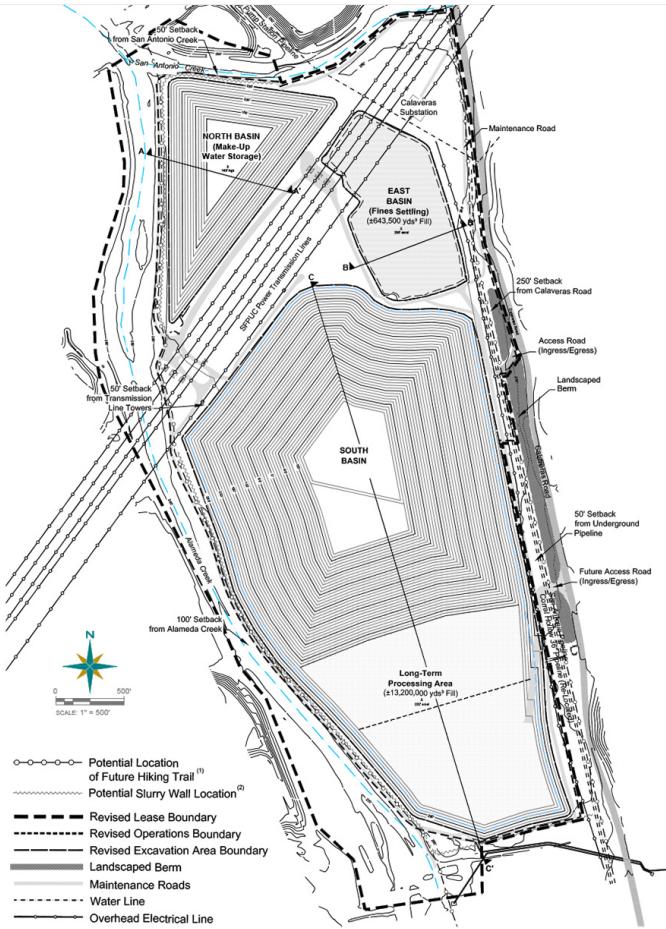 50' Setback
from San Antonio Creek
San Antonio Creek
Calaveras
Substation
Maintenance Road
NORTH BASIN
(Make-Up
Water Storage)
A
A'
EAST
BASIN
(Fines Settling)
(±643,500 yds³ Fill)
B
C
SFPUC Power Transmission Lines
250' Setback
from Calaveras Road
Access Road
(Ingress/Egress)
Landscaped
Berm
50' Setback
from Transmission
Line Towers
SOUTH
BASIN
Calaveras Road
50' Setback
from Underground
Pipeline
Alameda Creek
Future Access Road
(Ingress/Egress)
100' Setback
from Alameda Creek
N
Long-Term
Processing Area
(±13,200,000 yds³ Fill)
0 500'
SCALE: 1" = 500'
Potential Location
of Future Hiking Trail (1)
Potential Slurry Wall Location (2)
Revised Lease Boundary
Revised Operations Boundary
Revised Excavation Area Boundary
Landscaped Berm
Maintenance Roads
Water Line
Overhead Electrical Line
C'